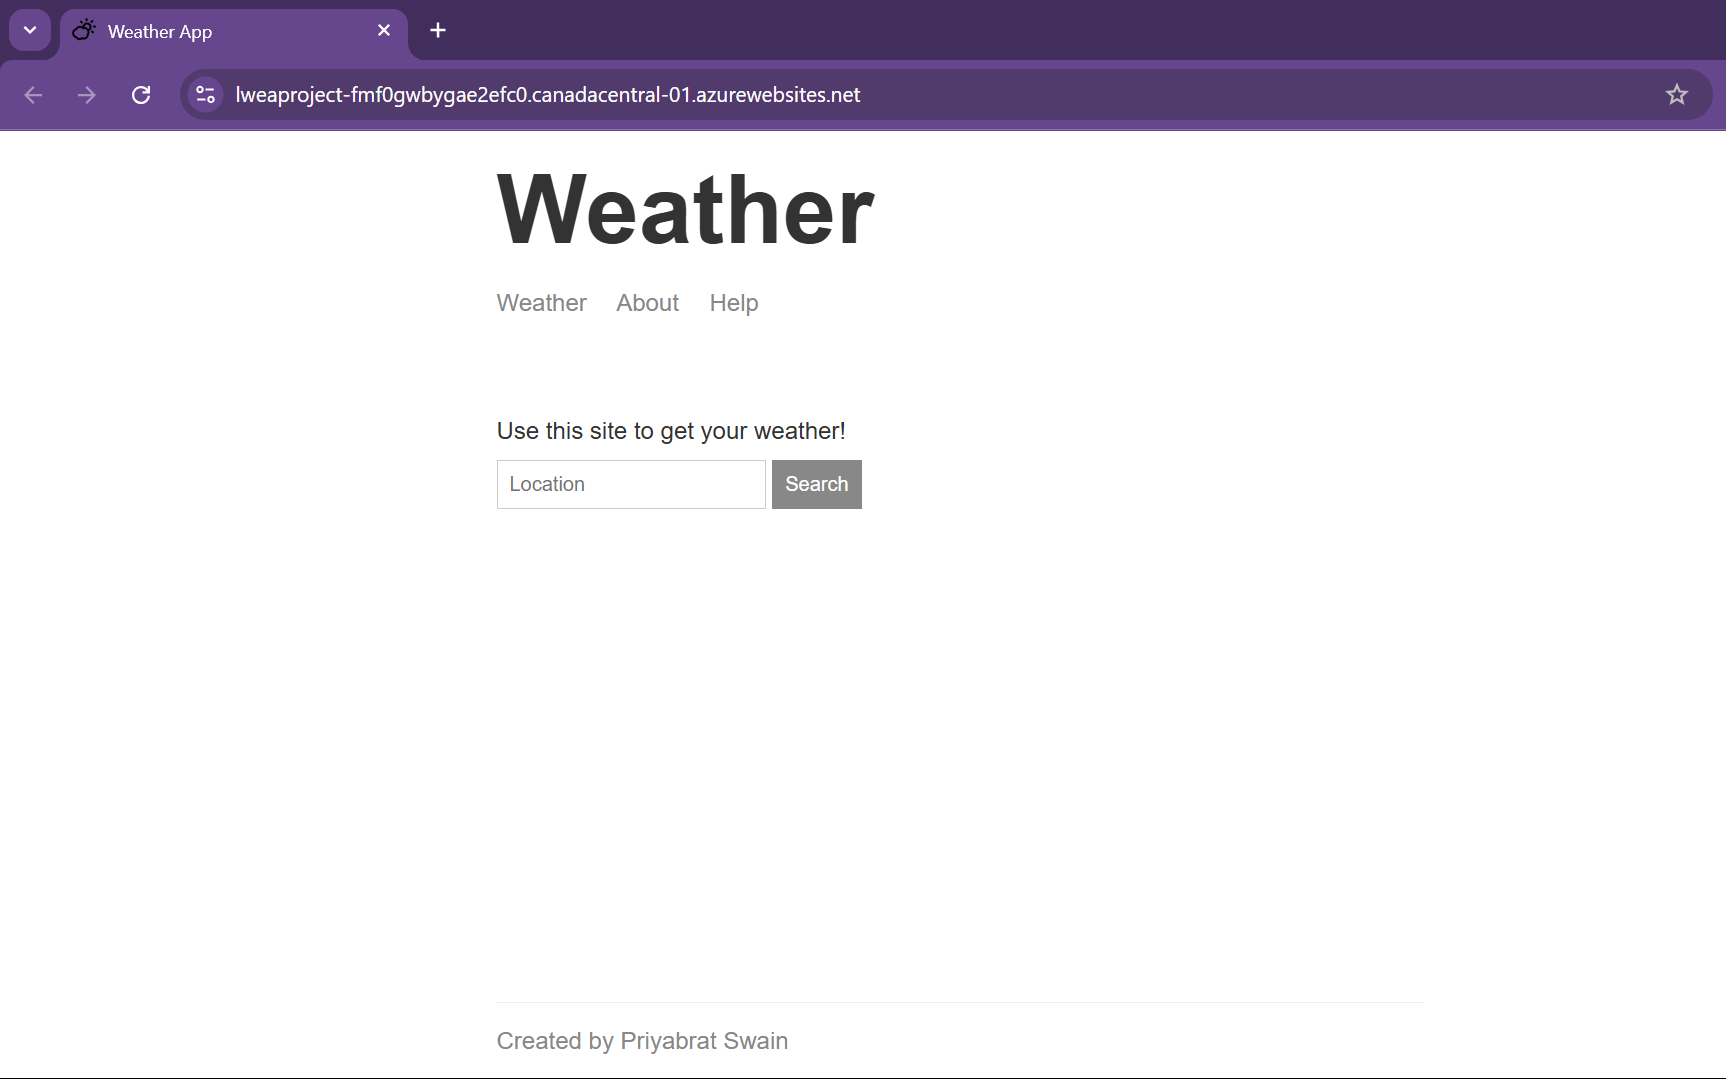 Weather App
lweaproject-fmf0gwbygae2efc0.canadacentral-01.azurewebsites.net
Weather
Weather About Help
Use this site to get your weather!
Location Search
Created by Priyabrat Swain